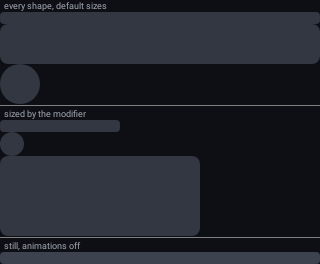 every shape, default sizes
sized by the modifier
still, animations off